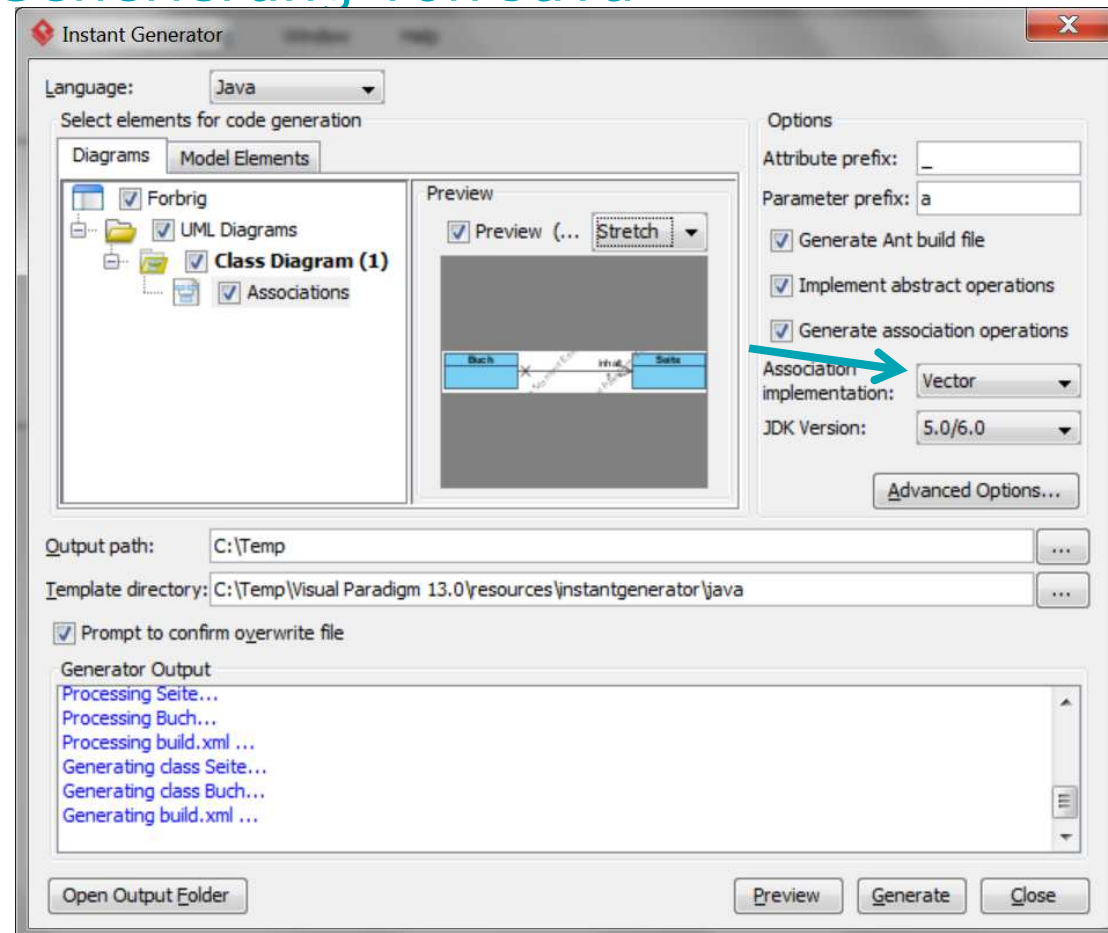 Instant Generator
Language: Java
Select elements for code generation
Diagrams Model Elements
Forbrig
UML Diagrams
Class Diagram (1)
Associations
Preview
Preview (... Stretch
Buch
inhalt
Seite
Options
Attribute prefix: _
Parameter prefix: a
Generate Ant build file
Implement abstract operations
Generate association operations
Association
implementation: Vector
JDK Version: 5.0/6.0
Advanced Options...
Output path: C:\Temp ...
Template directory: C:\Temp\Visual Paradigm 13.0\resources\instantgenerator\java ...
Prompt to confirm overwrite file
Generator Output
Processing Seite...
Processing Buch...
Processing build.xml ...
Generating class Seite...
Generating class Buch...
Generating build.xml ...
Open Output Folder Preview Generate Close